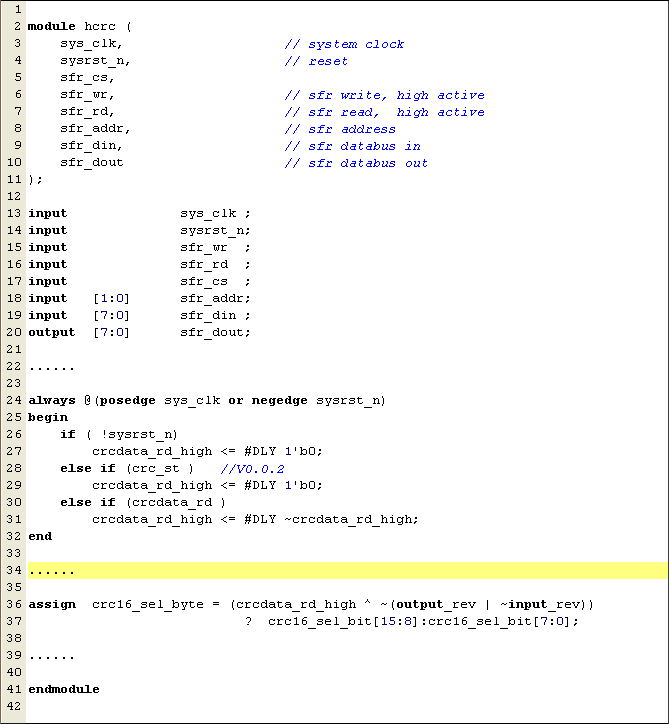 1
2 module hcrc (
3     sys_clk,                    // system clock
4     sysrst_n,                   // reset
5     sfr_cs,
6     sfr_wr,                     // sfr write, high active
7     sfr_rd,                     // sfr read,  high active
8     sfr_addr,                   // sfr address
9     sfr_din,                    // sfr databus in
10     sfr_dout                    // sfr databus out
11 );
12
13 input              sys_clk ;
14 input              sysrst_n;
15 input              sfr_wr  ;
16 input              sfr_rd  ;
17 input              sfr_cs  ;
18 input   [1:0]      sfr_addr;
19 input   [7:0]      sfr_din ;
20 output  [7:0]      sfr_dout;
21
22 ......
23
24 always @(posedge sys_clk or negedge sysrst_n)
25 begin
26     if ( !sysrst_n)
27         crcdata_rd_high <= #DLY 1'b0;
28     else if (crc_st )   //V0.0.2
29         crcdata_rd_high <= #DLY 1'b0;
30     else if (crcdata_rd )
31         crcdata_rd_high <= #DLY ~crcdata_rd_high;
32 end
33
34 ......
35
36 assign  crc16_sel_byte = (crcdata_rd_high ^ ~(output_rev | ~input_rev))
37                            ?  crc16_sel_bit[15:8]:crc16_sel_bit[7:0];
38
39 ......
40
41 endmodule
42